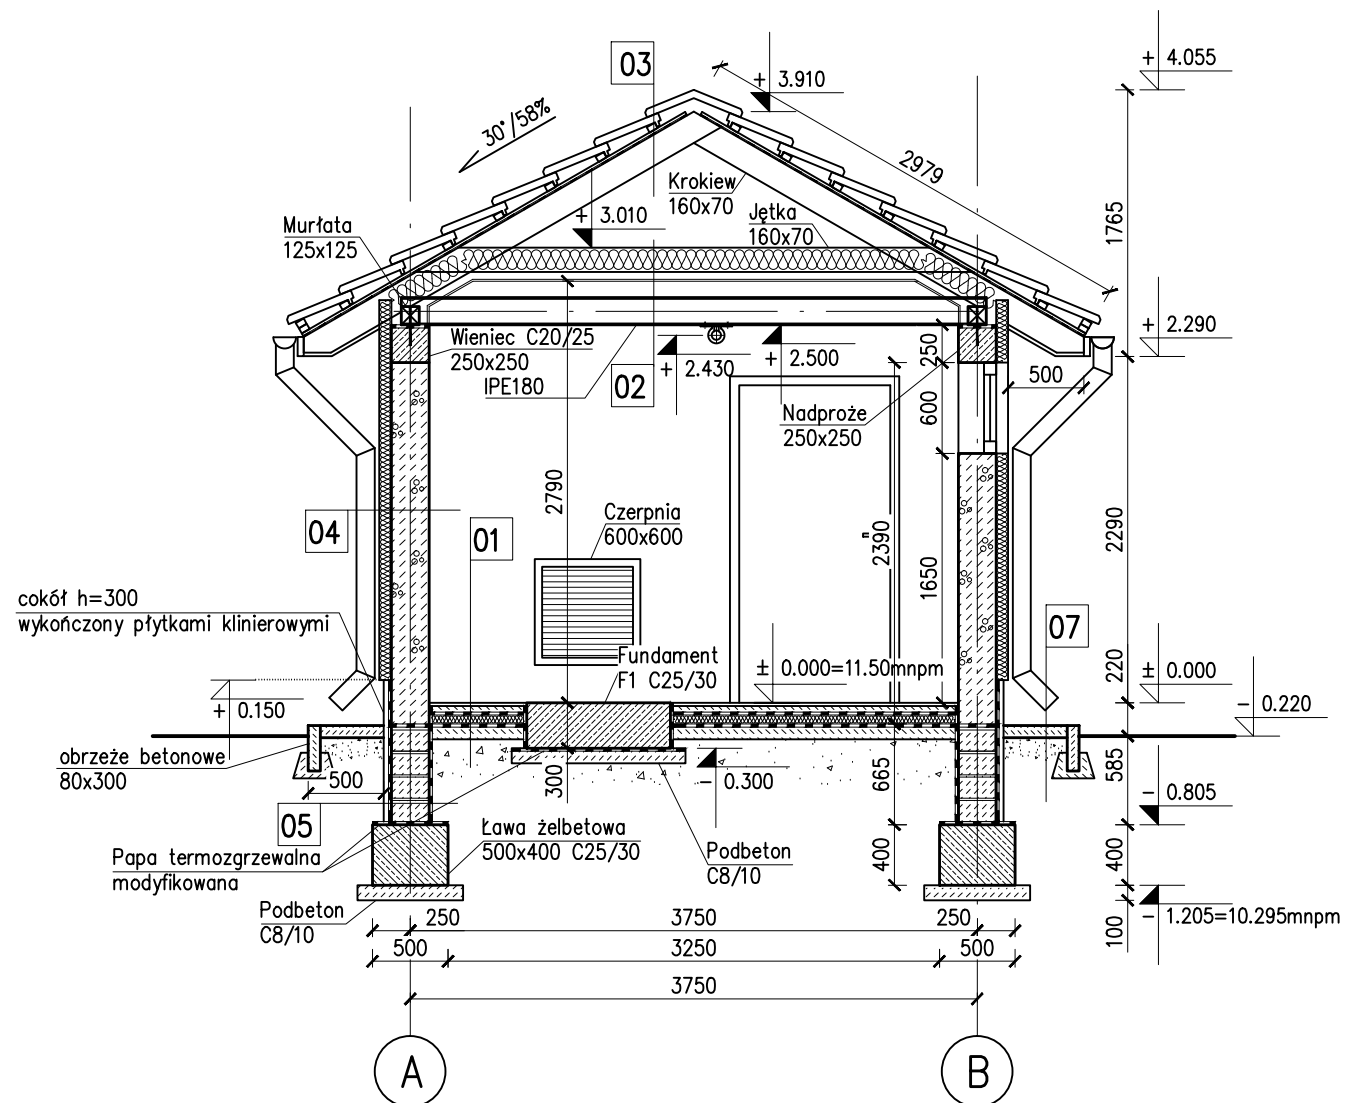 03
+ 4.055
+ 3.910
30°/58%
2979
Krokiew
160x70
Jętka
160x70
+ 3.010
Murłata
125x125
1765
+ 2.290
Wieniec C20/25
250x250
IPE180
02
+ 2.430
+ 2.500
250
500
600
Nadproże
250x250
2790
04
01
Czerpnia
600x600
2390
2290
1650
cokół h=300
wykończony płytkami klinierowymi
07
Fundament
F1 C25/30
± 0.000=11.50mnpm
220
± 0.000
+ 0.150
- 0.220
obrzeże betonowe
80x300
500
300
- 0.300
665
585
- 0.805
05
Ława żelbetowa
500x400 C25/30
Papa termozgrzewalna
modyfikowana
Podbeton
C8/10
400
400
Podbeton
C8/10
250
3750
250
100
- 1.205=10.295mnpm
500
3250
500
3750
A
B